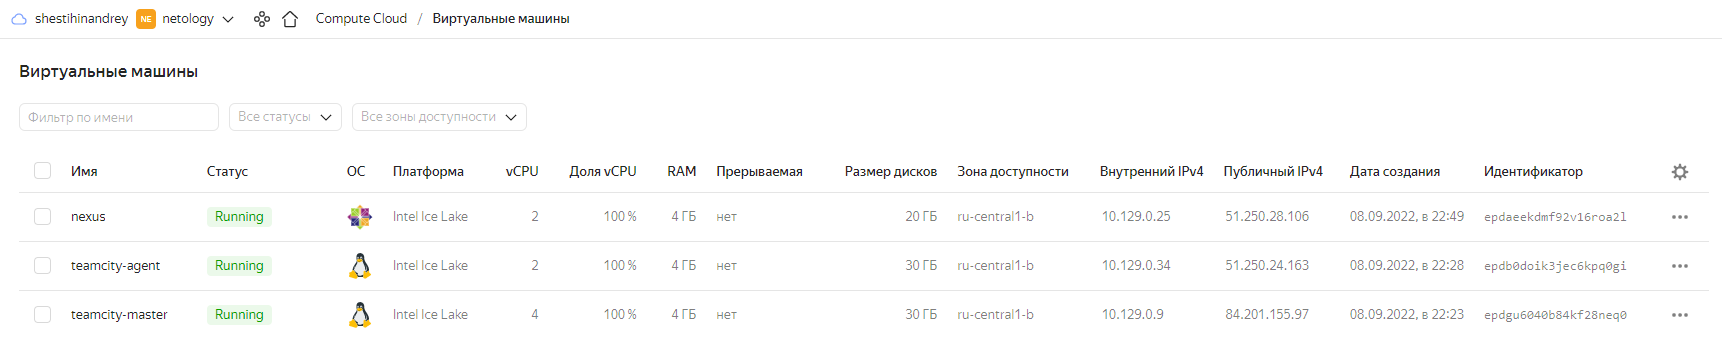 shestihinandrey NE netology Compute Cloud / Виртуальные машины
Виртуальные машины
Фильтр по имени Все статусы Все зоны доступности
Имя Статус ОС Платформа vCPU Доля vCPU RAM Прерываемая Размер дисков Зона доступности Внутренний IPv4 Публичный IPv4 Дата создания Идентификатор
nexus Running Intel Ice Lake 2 100 % 4 ГБ нет 20 ГБ ru-central1-b 10.129.0.25 51.250.28.106 08.09.2022, в 22:49 epdaeekdmf92v16roa2l
teamcity-agent Running Intel Ice Lake 2 100 % 4 ГБ нет 30 ГБ ru-central1-b 10.129.0.34 51.250.24.163 08.09.2022, в 22:28 epdb0doik3jec6kpq0gi
teamcity-master Running Intel Ice Lake 4 100 % 4 ГБ нет 30 ГБ ru-central1-b 10.129.0.9 84.201.155.97 08.09.2022, в 22:23 epdgu6040b84kf28neq0